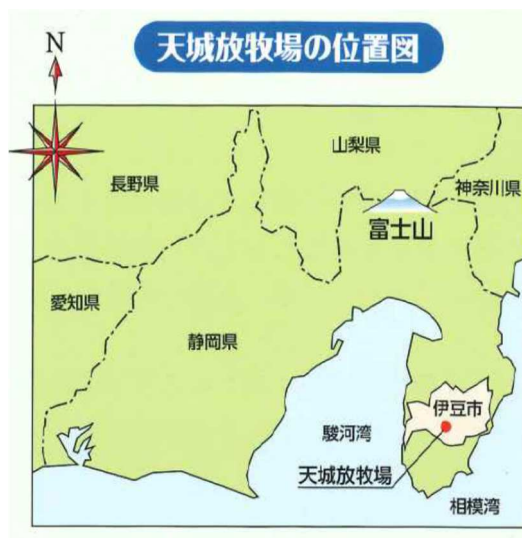 天城放牧場の位置図
N
山梨県
長野県
神奈川県
富士山
愛知県
静岡県
伊豆市
駿河湾
天城放牧場
相模湾